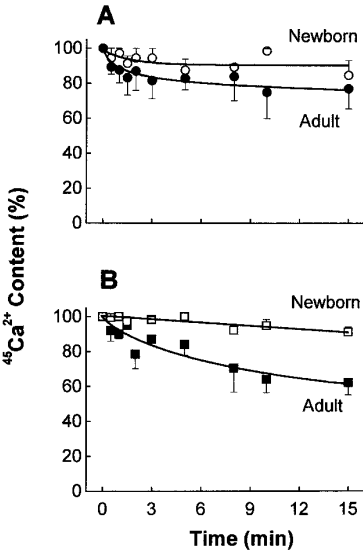 A
Newborn
100
80
60
40
20
0
Adult
⁴⁵Ca²⁺ Content (%)
B
Newborn
100
80
60
40
20
0
Adult
0 3 6 9 12 15
Time (min)